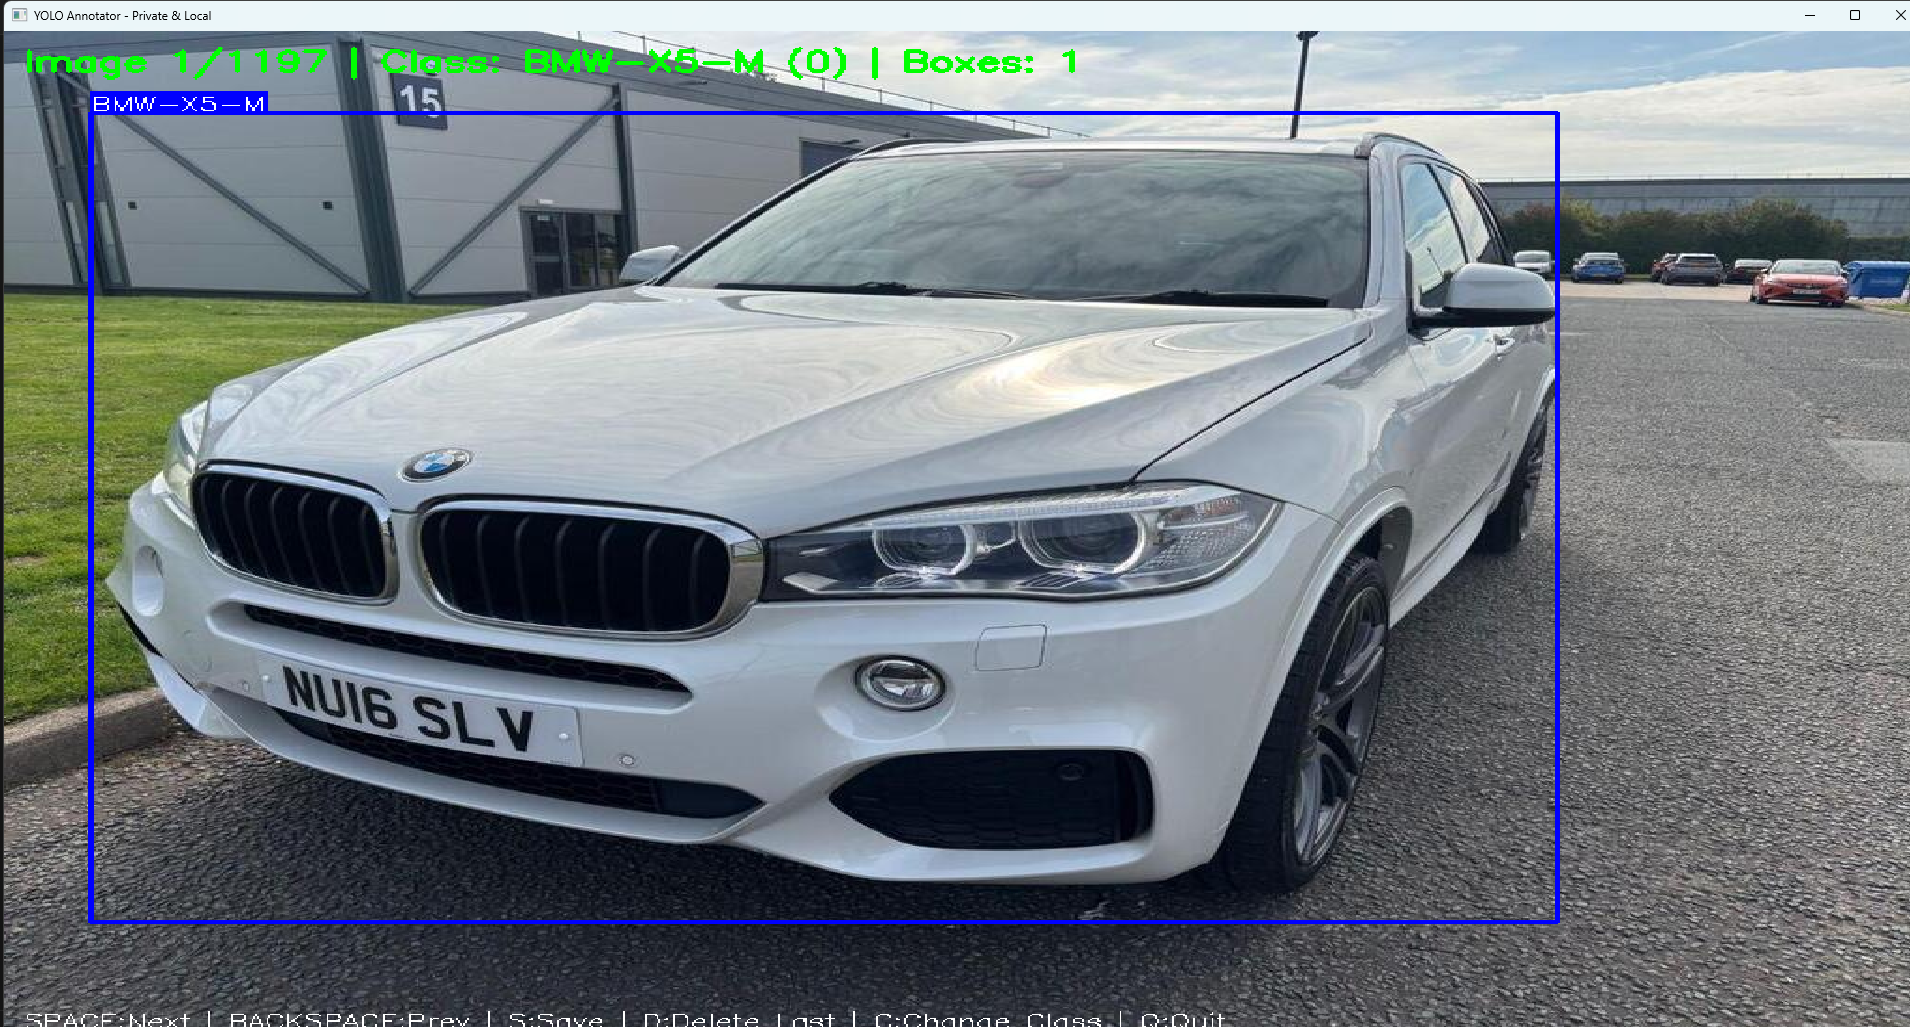 YOLO Annotator - Private & Local
Image 1/1197 | Class: BMW-X5-M (0) | Boxes: 1
BMW-X5-M
15
NU16 SLV
SPACE:Next | BACKSPACE:Prev | S:Save | D:Delete Last | C:Change Class | Q:Quit